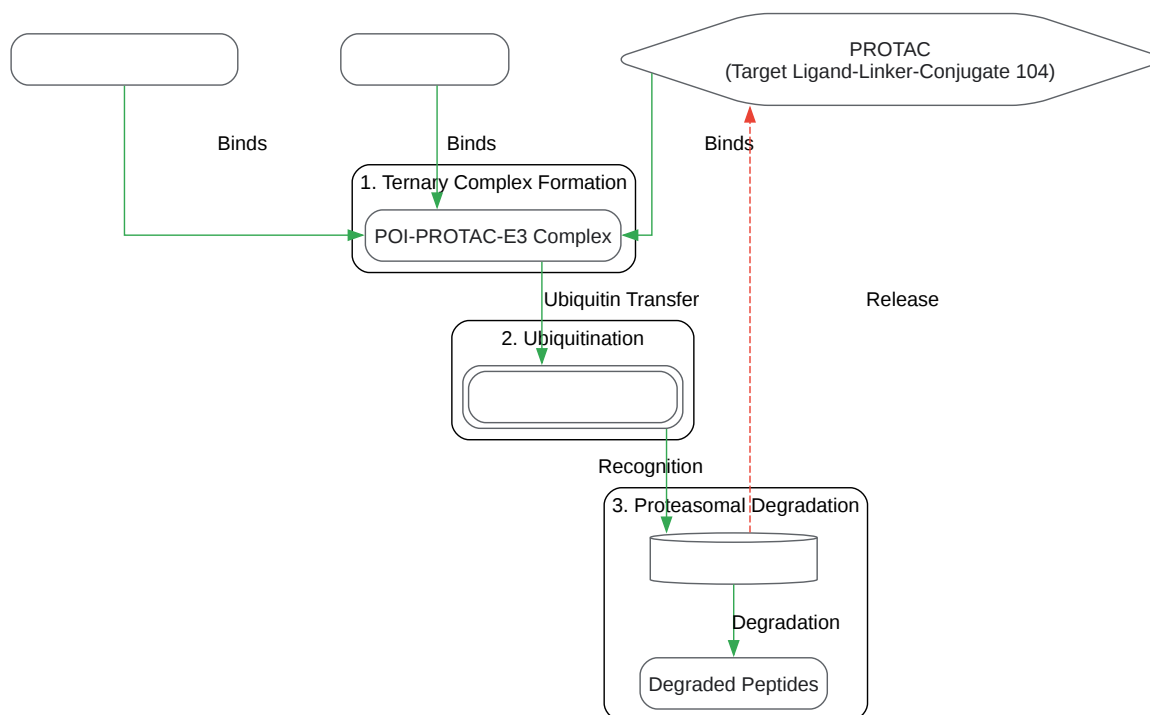 PROTAC
(Target Ligand-Linker-Conjugate 104)
Binds
Binds
Binds
1. Ternary Complex Formation
POI-PROTAC-E3 Complex
Ubiquitin Transfer
Release
2. Ubiquitination
Recognition
3. Proteasomal Degradation
Degradation
Degraded Peptides